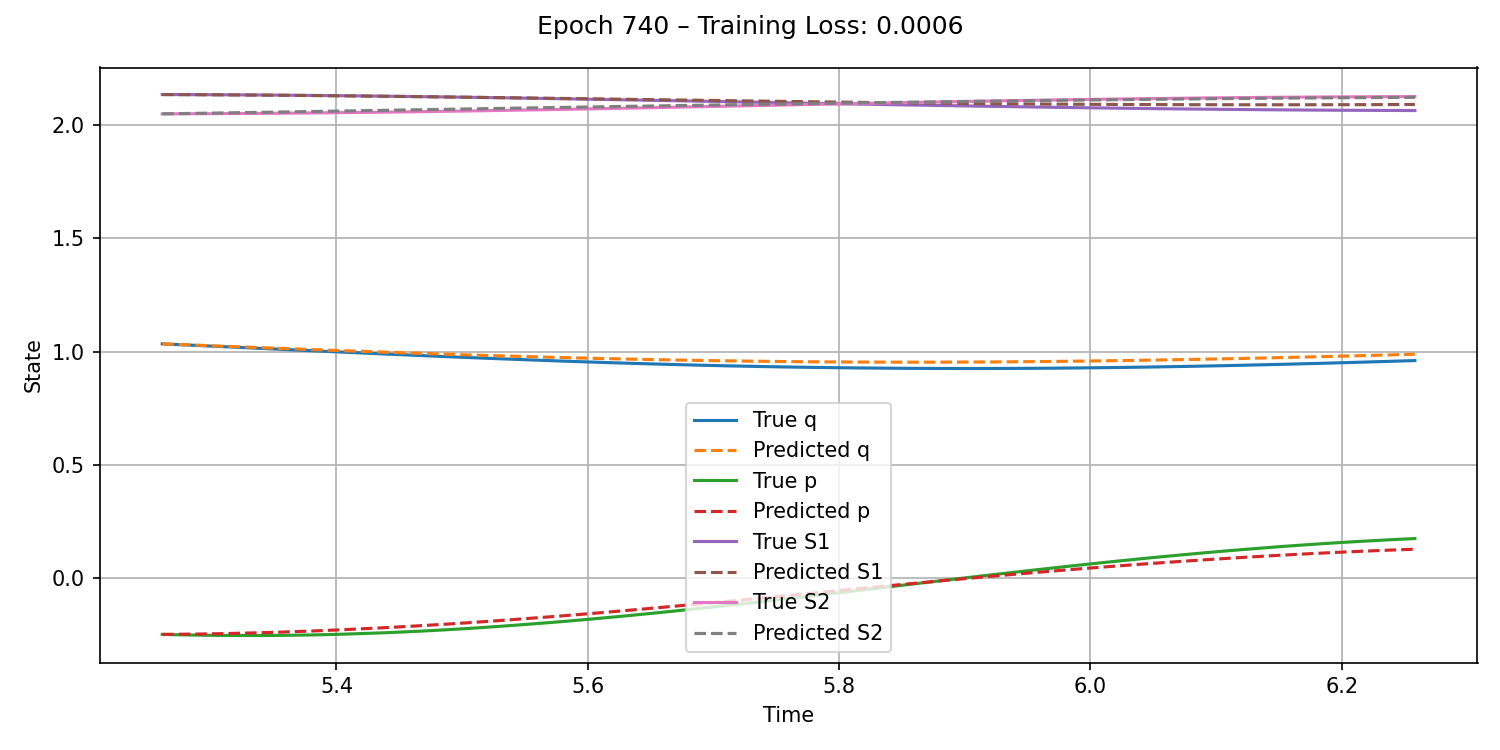 Epoch 740 – Training Loss: 0.0006
2.0
1.5
1.0
0.5
0.0
State
True q
Predicted q
True p
Predicted p
True S1
Predicted S1
True S2
Predicted S2
5.4 5.6 5.8 6.0 6.2
Time